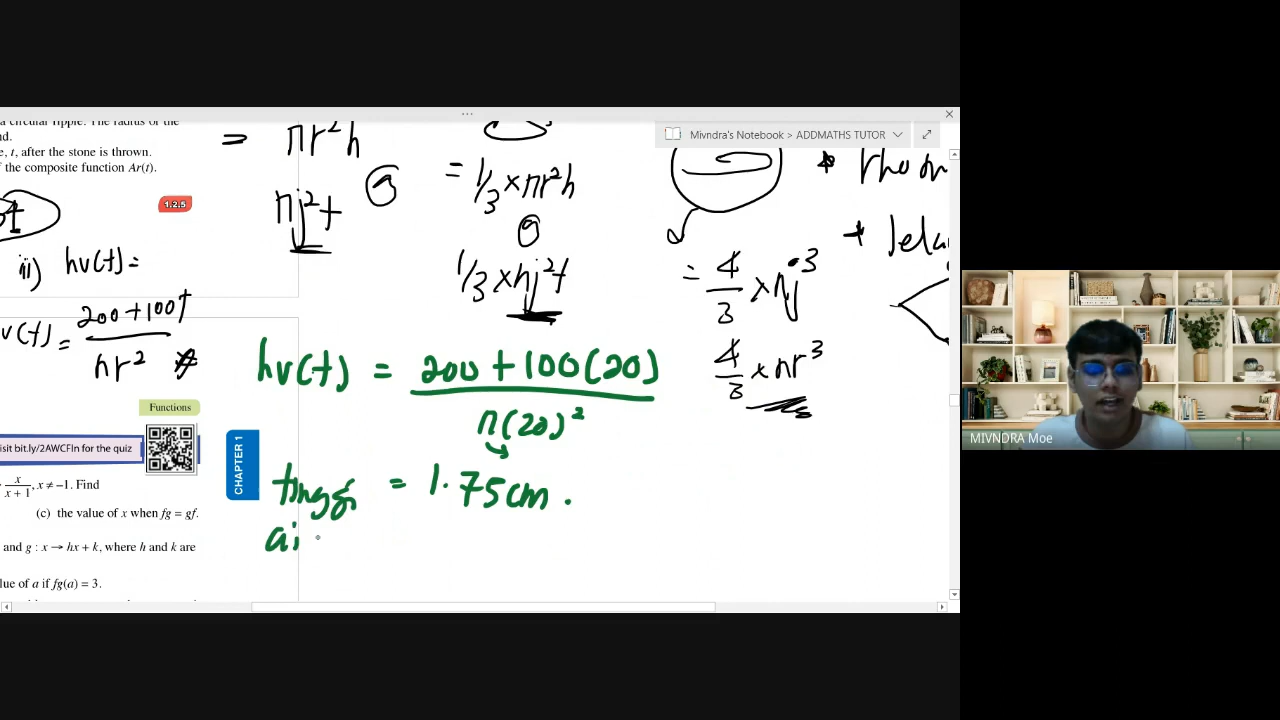 Mivndra's Notebook > ADDMATHS TUTOR
a circular ripple. The radius of the
nd.
e, t, after the stone is thrown.
f the composite function Ar(t).
1.2.5
= πr²h
πj²t
= 1/3 × πr²h
1/3 × πj²t
= 4/3 × πj³
4/3 × πr³
ii) hv(t) =
v(t) = 200 + 100t / πr²
hv(t) = 200 + 100(20) / π(20)²
tinggi = 1.75cm.
ai
Functions
isit bit.ly/2AWCFIn for the quiz
CHAPTER 1
x/x + 1, x ≠ −1. Find
(c) the value of x when fg = gf.
and g : x → hx + k, where h and k are
lue of a if fg(a) = 3.
MIVNDRA Moe